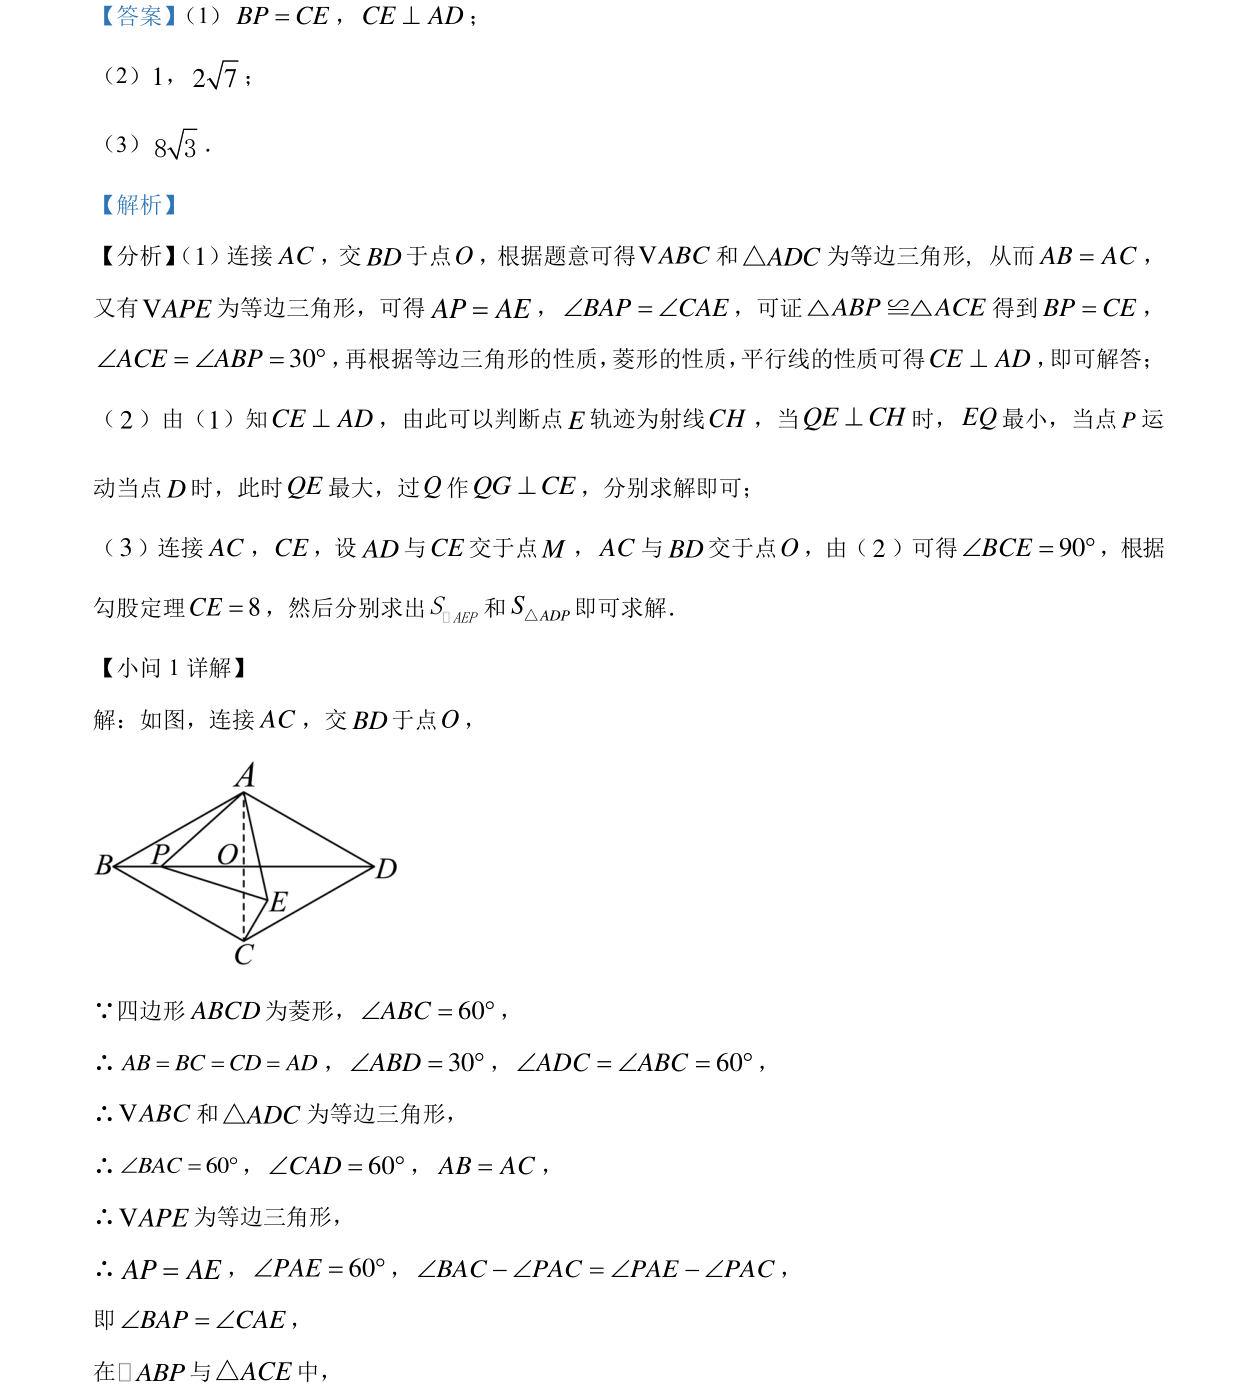 【答案】（1）BP = CE，CE ⊥ AD；
（2）1，2√7；
（3）8√3．
【解析】
【分析】（1）连接 AC，交 BD 于点 O，根据题意可得 VABC 和 △ADC 为等边三角形，从而 AB = AC，
又有 VAPE 为等边三角形，可得 AP = AE，∠BAP = ∠CAE，可证 △ABP ≌ △ACE 得到 BP = CE，
∠ACE = ∠ABP = 30°，再根据等边三角形的性质，菱形的性质，平行线的性质可得 CE ⊥ AD，即可解答；
（2）由（1）知 CE ⊥ AD，由此可以判断点 E 轨迹为射线 CH，当 QE ⊥ CH 时，EQ 最小，当点 P 运
动当点 D 时，此时 QE 最大，过 Q 作 QG ⊥ CE，分别求解即可；
（3）连接 AC，CE，设 AD 与 CE 交于点 M，AC 与 BD 交于点 O，由（2）可得 ∠BCE = 90°，根据
勾股定理 CE = 8，然后分别求出 S□AEP 和 S△ADP 即可求解．
【小问 1 详解】
解：如图，连接 AC，交 BD 于点 O，
A
B P O D
E
C
∵四边形 ABCD 为菱形，∠ABC = 60°，
∴ AB = BC = CD = AD，∠ABD = 30°，∠ADC = ∠ABC = 60°，
∴ VABC 和 △ADC 为等边三角形，
∴ ∠BAC = 60°，∠CAD = 60°，AB = AC，
∴ VAPE 为等边三角形，
∴ AP = AE，∠PAE = 60°，∠BAC − ∠PAC = ∠PAE − ∠PAC，
即 ∠BAP = ∠CAE，
在□ABP 与 △ACE 中，